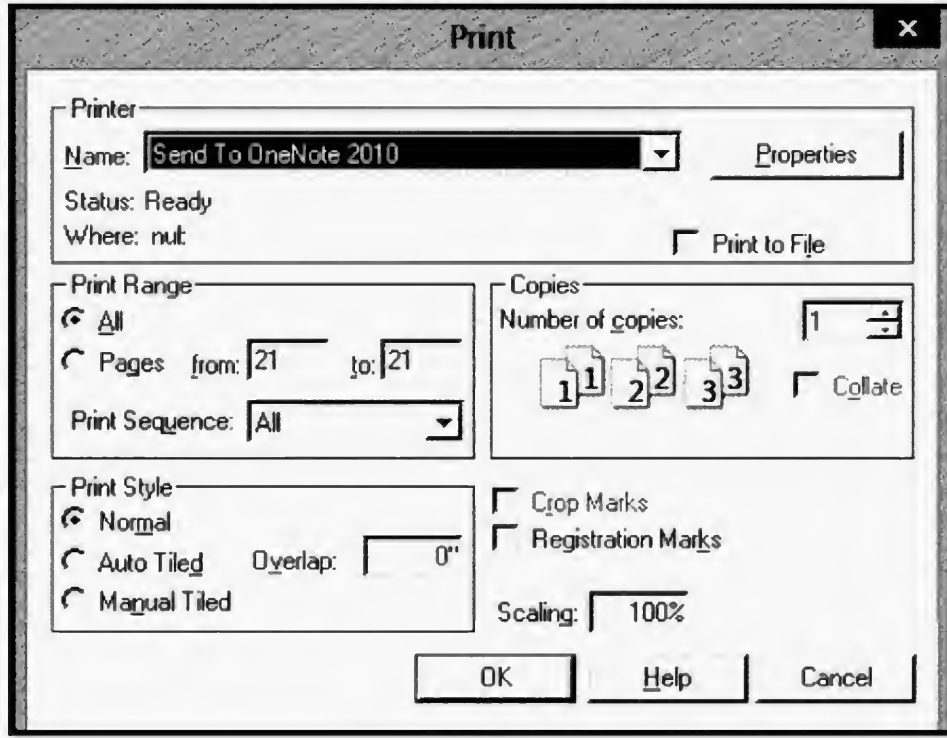 Print
Printer
Name: Send To OneNote 2010
Properties
Status: Ready
Where: nul:
Print to File
Print Range
All
Pages from: 21 to: 21
Print Sequence: All
Copies
Number of copies: 1
1 1 2 2 3 3
Collate
Print Style
Normal
Auto Tiled Overlap: 0"
Manual Tiled
Crop Marks
Registration Marks
Scaling: 100%
OK Help Cancel